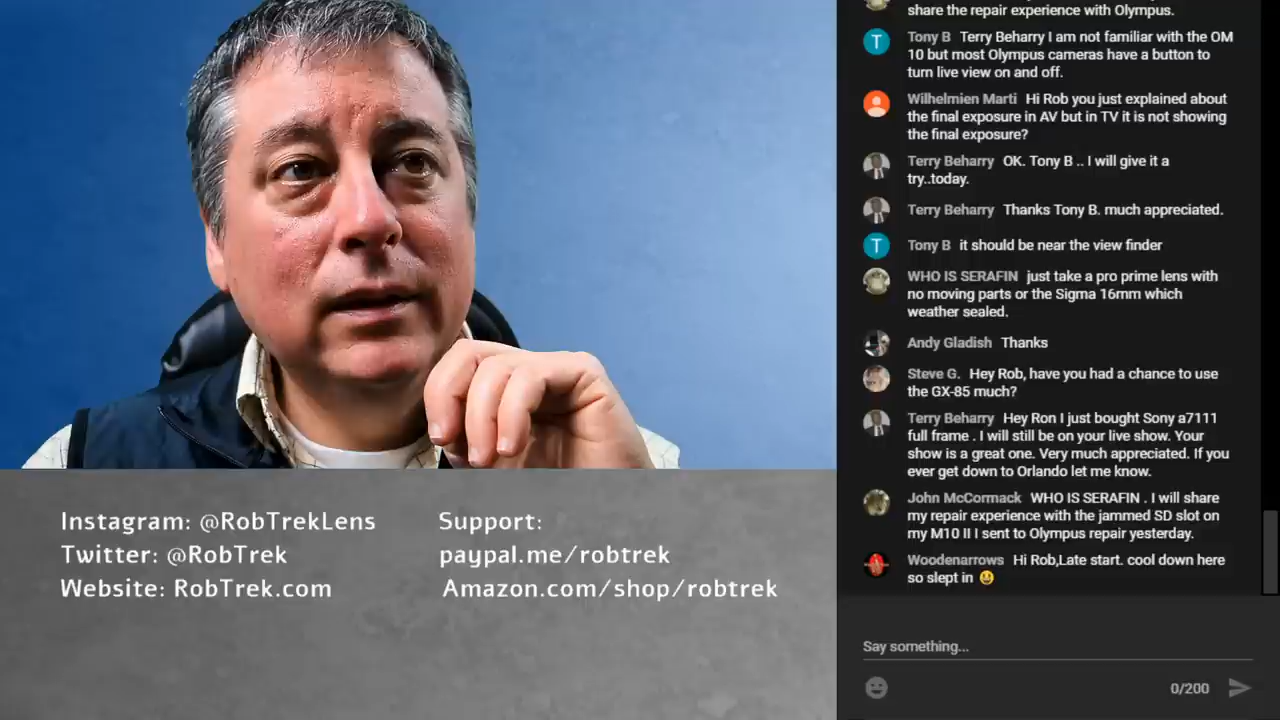 Instagram: @RobTrekLens
Twitter: @RobTrek
Website: RobTrek.com
Support:
paypal.me/robtrek
Amazon.com/shop/robtrek
share the repair experience with Olympus.
T
Tony B Terry Beharry I am not familiar with the OM
10 but most Olympus cameras have a button to
turn live view on and off.
Wilhelmien Marti Hi Rob you just explained about
the final exposure in AV but in TV it is not showing
the final exposure?
Terry Beharry OK. Tony B .. I will give it a
try..today.
Terry Beharry Thanks Tony B. much appreciated.
T
Tony B it should be near the view finder
WHO IS SERAFIN just take a pro prime lens with
no moving parts or the Sigma 16mm which
weather sealed.
Andy Gladish Thanks
Steve G. Hey Rob, have you had a chance to use
the GX-85 much?
Terry Beharry Hey Ron I just bought Sony a7111
full frame . I will still be on your live show. Your
show is a great one. Very much appreciated. If you
ever get down to Orlando let me know.
John McCormack WHO IS SERAFIN . I will share
my repair experience with the jammed SD slot on
my M10 II I sent to Olympus repair yesterday.
Woodenarrows Hi Rob,Late start. cool down here
so slept in 😃
Say something...
0/200